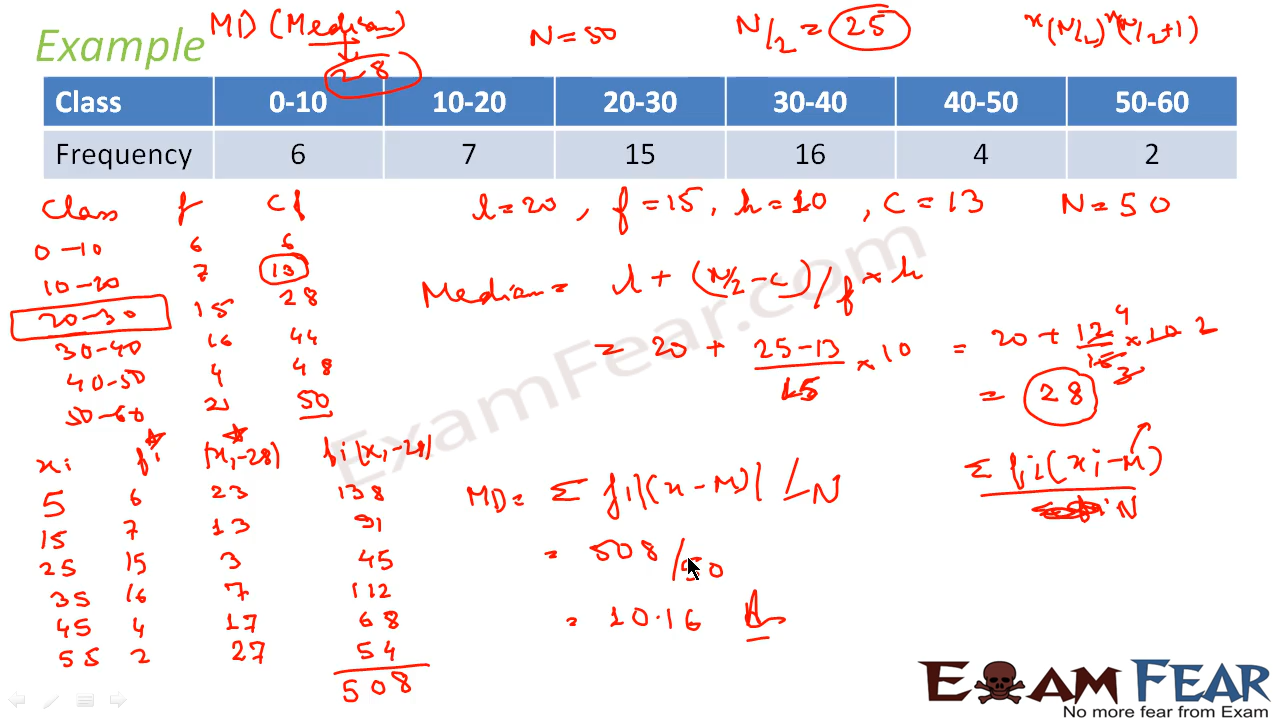 Example
MD (Median)
28
N = 50
N/2 = 25
x(N/2) x(N/2+1)
Class 0-10 10-20 20-30 30-40 40-50 50-60
Frequency 6 7 15 16 4 2
l = 20 , f = 15 , h = 10 , C = 13 N = 50
Class f cf
0-10 6 6
10-20 7 13
20-30 15 28
30-40 16 44
40-50 4 48
50-60 2 50
Median = l + (N/2 - C)/f × h
= 20 + 25-13/15 × 10 = 20 + 12/15 × 10 4 3 2
= 28
xi fi |xi-28| fi|xi-28|
5 6 23 138
15 7 13 91
25 15 3 45
35 16 7 112
45 4 17 68
55 2 27 54
508
MD = Σ fi|(x-M)| / N
= 508/50
= 10.16
Σ fi(xi-M)
N
ExamFear.com
EXAM FEAR
No more fear from Exam